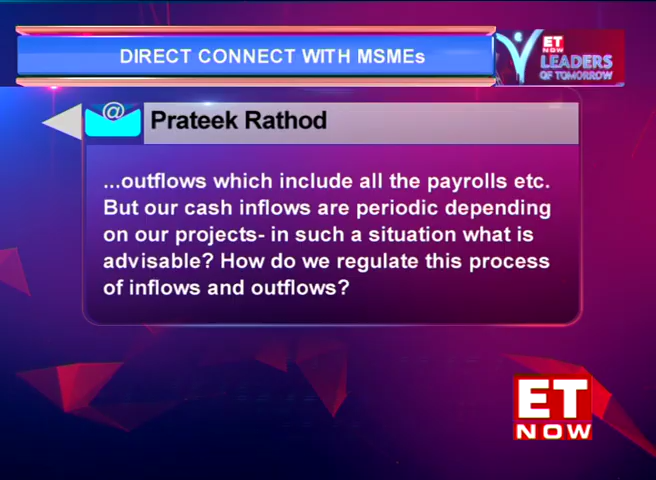 DIRECT CONNECT WITH MSMEs
ET
NOW
LEADERS
OF TOMORROW
@
Prateek Rathod
...outflows which include all the payrolls etc.
But our cash inflows are periodic depending
on our projects- in such a situation what is
advisable? How do we regulate this process
of inflows and outflows?
ET
NOW